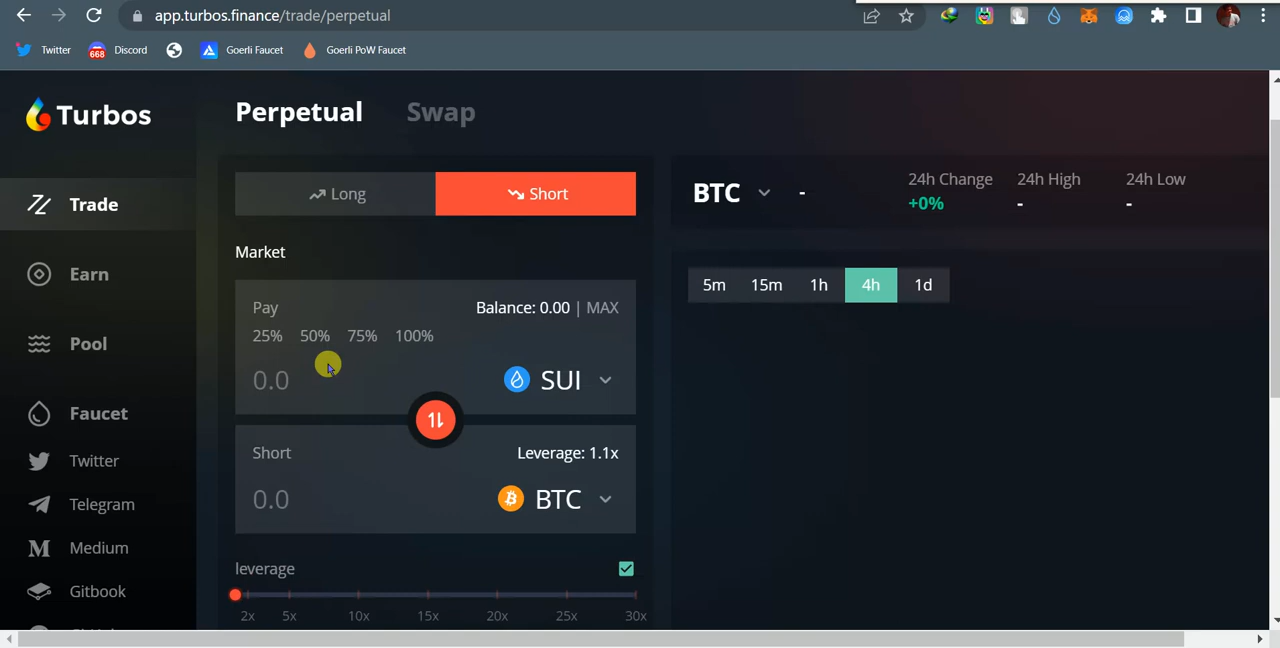 app.turbos.finance/trade/perpetual
Twitter
666
Discord
Goerli Faucet
Goerli PoW Faucet
Turbos
Trade
Earn
Pool
Faucet
Twitter
Telegram
Medium
Gitbook
Perpetual Swap
Long Short
Market
Pay Balance: 0.00 | MAX
25% 50% 75% 100%
0.0 SUI
Short Leverage: 1.1x
0.0 BTC
leverage
2x 5x 10x 15x 20x 25x 30x
BTC -
24h Change 24h High 24h Low
+0% - -
5m 15m 1h 4h 1d